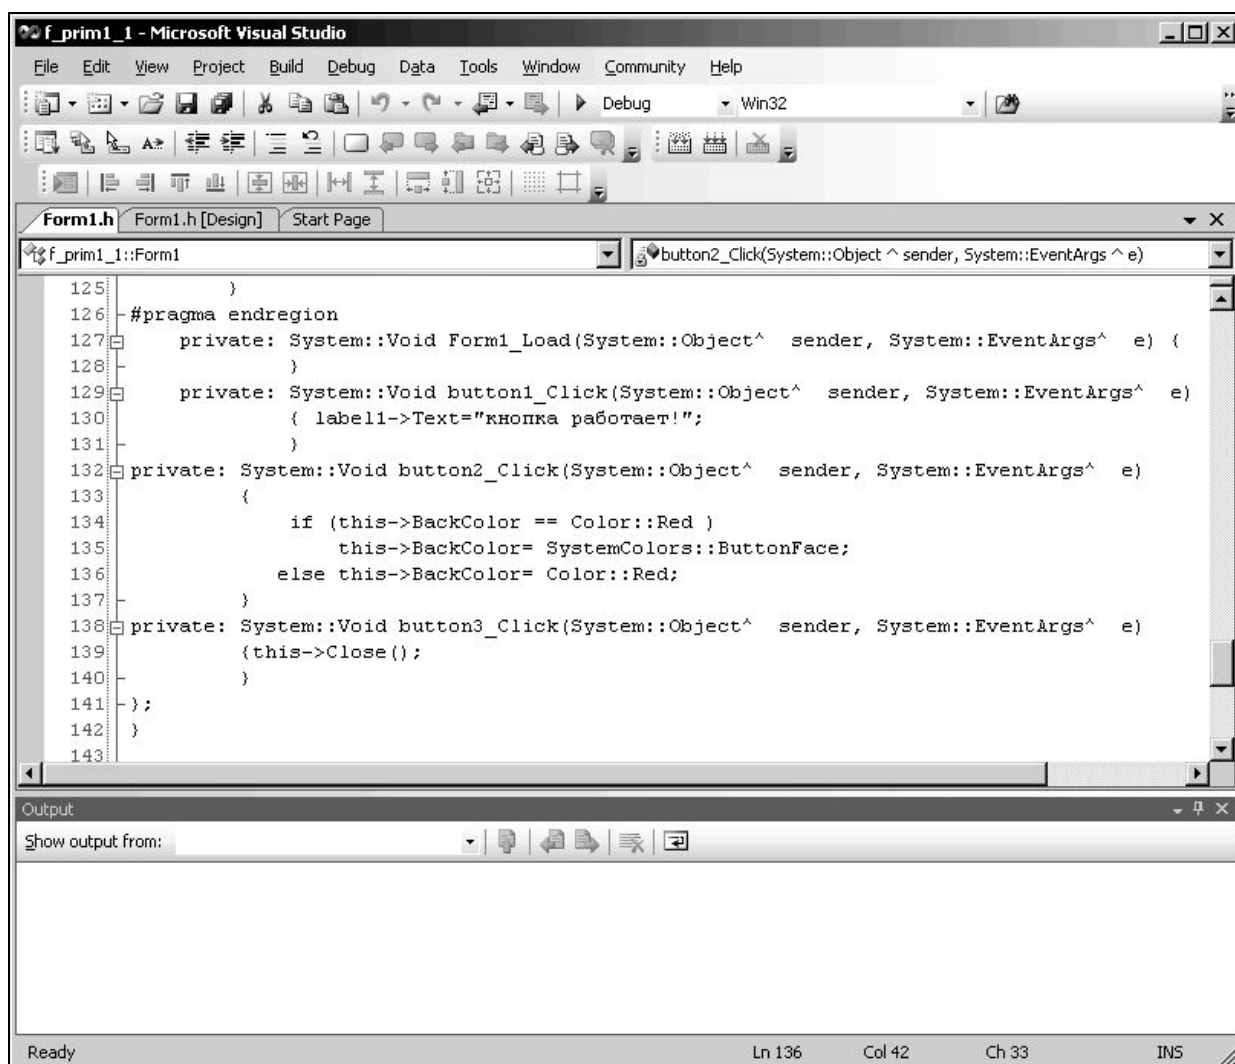 f_prim1_1 - Microsoft Visual Studio
File Edit View Project Build Debug Data Tools Window Community Help
Debug Win32
Form1.h Form1.h [Design] Start Page
f_prim1_1::Form1 button2_Click(System::Object ^ sender, System::EventArgs ^ e)
125 }
126 #pragma endregion
127 private: System::Void Form1_Load(System::Object^ sender, System::EventArgs^ e) {
128 }
129 private: System::Void button1_Click(System::Object^ sender, System::EventArgs^ e)
130 { label1->Text="кнопка работает!";
131 }
132 private: System::Void button2_Click(System::Object^ sender, System::EventArgs^ e)
133 {
134 if (this->BackColor == Color::Red )
135 this->BackColor= SystemColors::ButtonFace;
136 else this->BackColor= Color::Red;
137 }
138 private: System::Void button3_Click(System::Object^ sender, System::EventArgs^ e)
139 {this->Close();
140 }
141 };
142 }
143
Output
Show output from:
Ready Ln 136 Col 42 Ch 33 INS